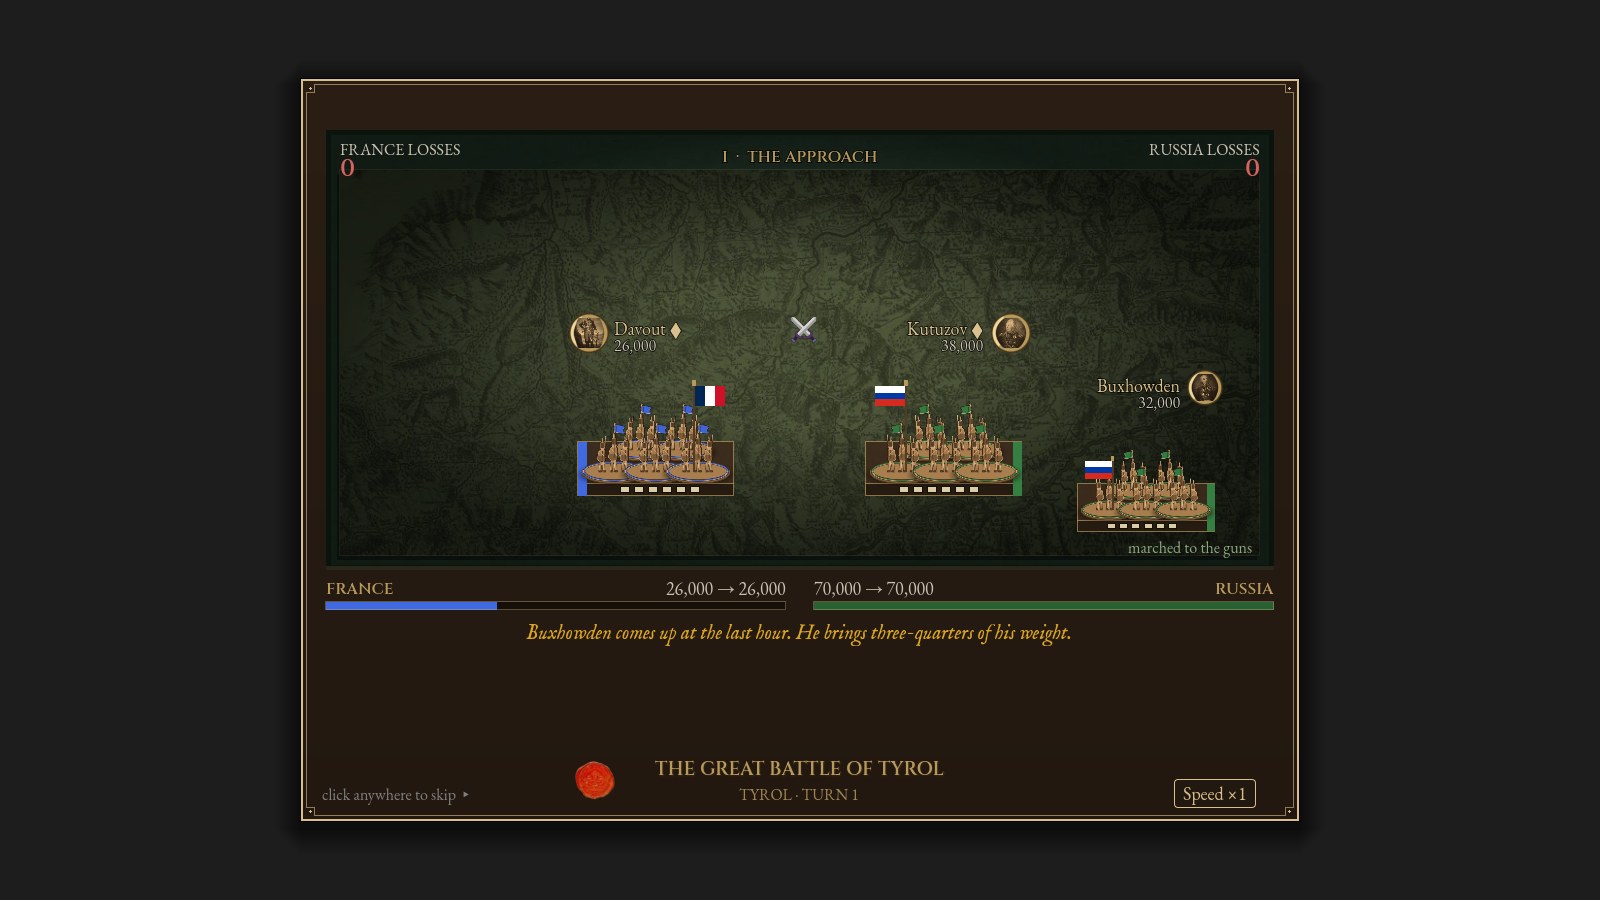 FRANCE LOSSES
0
I · THE APPROACH
RUSSIA LOSSES
0
Davout
26,000
Kutuzov
38,000
Buxhowden
32,000
marched to the guns
FRANCE
26,000 → 26,000
70,000 → 70,000
RUSSIA
Buxhowden comes up at the last hour. He brings three-quarters of his weight.
THE GREAT BATTLE OF TYROL
TYROL · TURN 1
click anywhere to skip ▸
Speed ×1